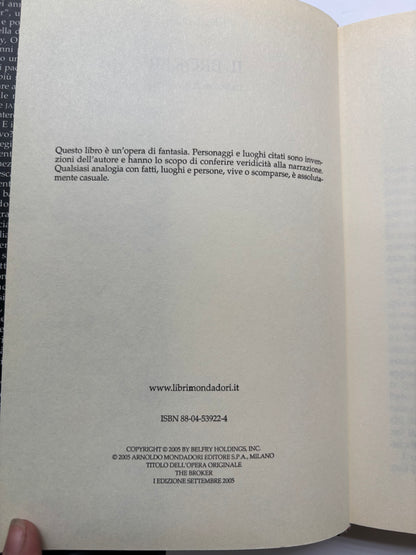 Questo libro è un'opera di fantasia. Personaggi e luoghi citati sono inven-
zioni dell'autore e hanno lo scopo di conferire veridicità alla narrazione.
Qualsiasi analogia con fatti, luoghi e persone, vive o scomparse, è assoluta-
mente casuale.
www.librimondadori.it
ISBN 88-04-53922-4
COPYRIGHT © 2005 BY BELFRY HOLDINGS, INC.
© 2005 ARNOLDO MONDADORI EDITORE S.P.A., MILANO
TITOLO DELL'OPERA ORIGINALE
THE BROKER
I EDIZIONE SETTEMBRE 2005